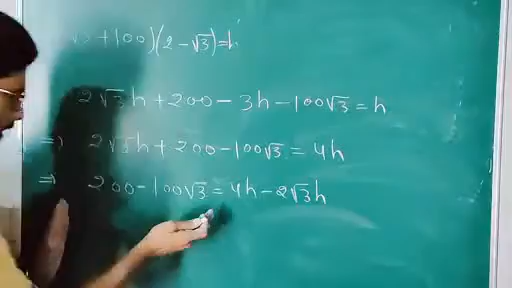 +100)(2-√3)=h
2√3h+200-3h-100√3=h
⇒ 2√3h+200-100√3=4h
⇒ 200-100√3=4h-2√3h